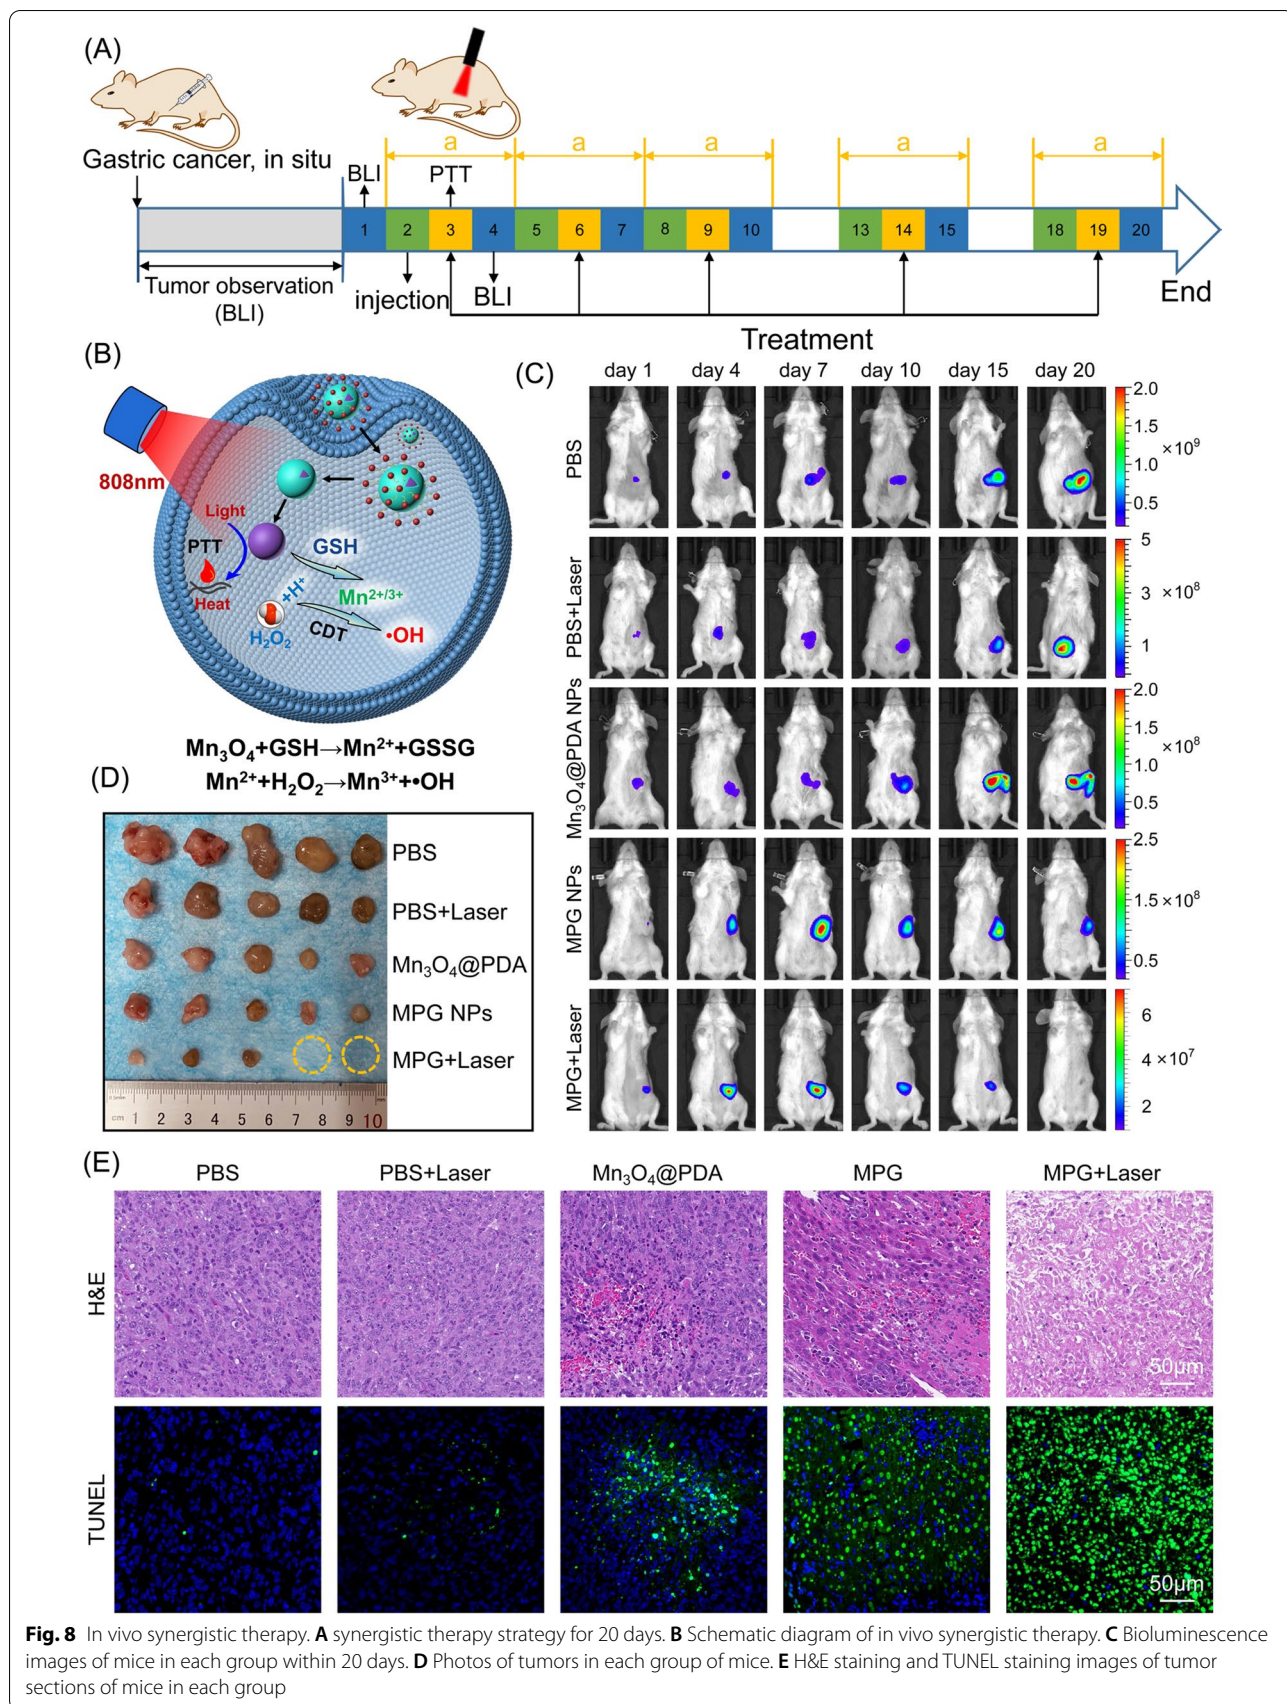 (A)
Gastric cancer, in situ
BLI
PTT
a a a a a
1 2 3 4 5 6 7 8 9 10 13 14 15 18 19 20
Tumor observation
(BLI)
injection
BLI
End
Treatment
(B)
808nm
Light
PTT
Heat
GSH
+H⁺
Mn²⁺/³⁺
H₂O₂
CDT
•OH
Mn₃O₄+GSH→Mn²⁺+GSSG
Mn²⁺+H₂O₂→Mn³⁺+•OH
(C)
day 1 day 4 day 7 day 10 day 15 day 20
PBS
2.0
1.5
×10⁹
1.0
0.5
PBS+Laser
5
3
×10⁸
1
Mn₃O₄@PDA NPs
2.0
1.5
×10⁸
1.0
0.5
MPG NPs
2.5
1.5
×10⁸
0.5
MPG+Laser
6
4
×10⁷
2
(D)
PBS
PBS+Laser
Mn₃O₄@PDA
MPG NPs
MPG+Laser
cm 1 2 3 4 5 6 7 8 9 10
(E)
PBS PBS+Laser Mn₃O₄@PDA MPG MPG+Laser
H&E
50μm
TUNEL
50μm
Fig. 8 In vivo synergistic therapy. A synergistic therapy strategy for 20 days. B Schematic diagram of in vivo synergistic therapy. C Bioluminescence
images of mice in each group within 20 days. D Photos of tumors in each group of mice. E H&E staining and TUNEL staining images of tumor
sections of mice in each group